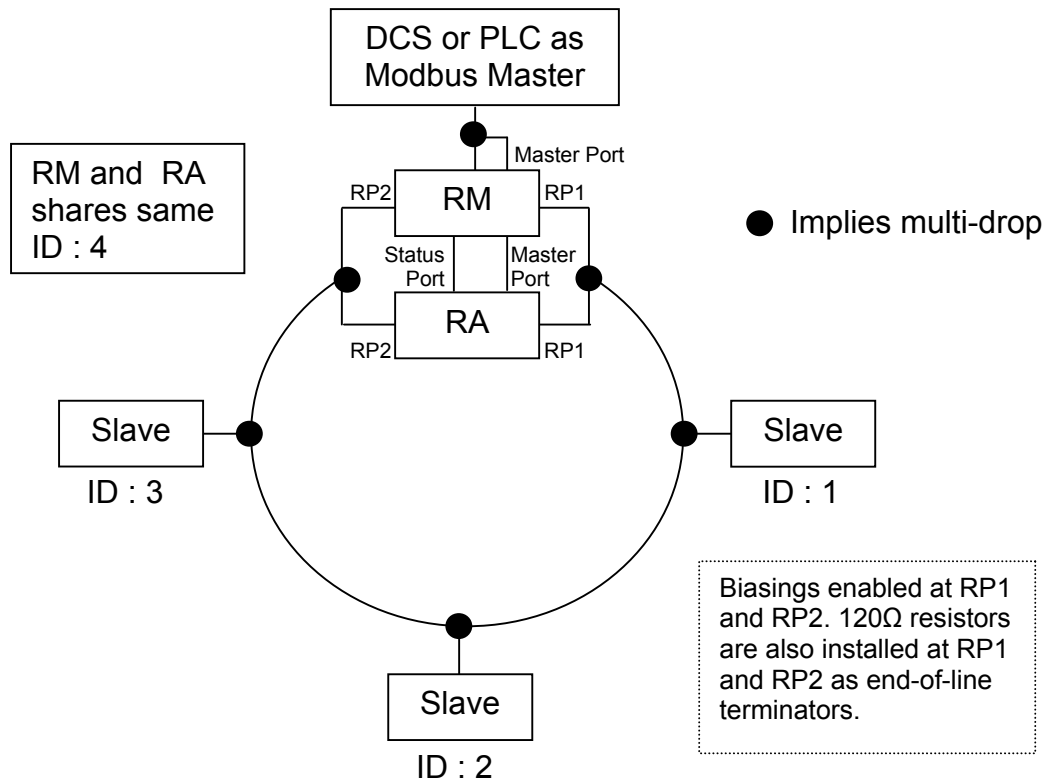 DCS or PLC as
Modbus Master
Master Port
RM and RA
shares same
ID : 4
RP2
RM
RP1
Implies multi-drop
Status
Port
Master
Port
RA
RP2
RP1
Slave
ID : 3
Slave
ID : 1
Biasings enabled at RP1
and RP2. 120Ω resistors
are also installed at RP1
and RP2 as end-of-line
terminators.
Slave
ID : 2